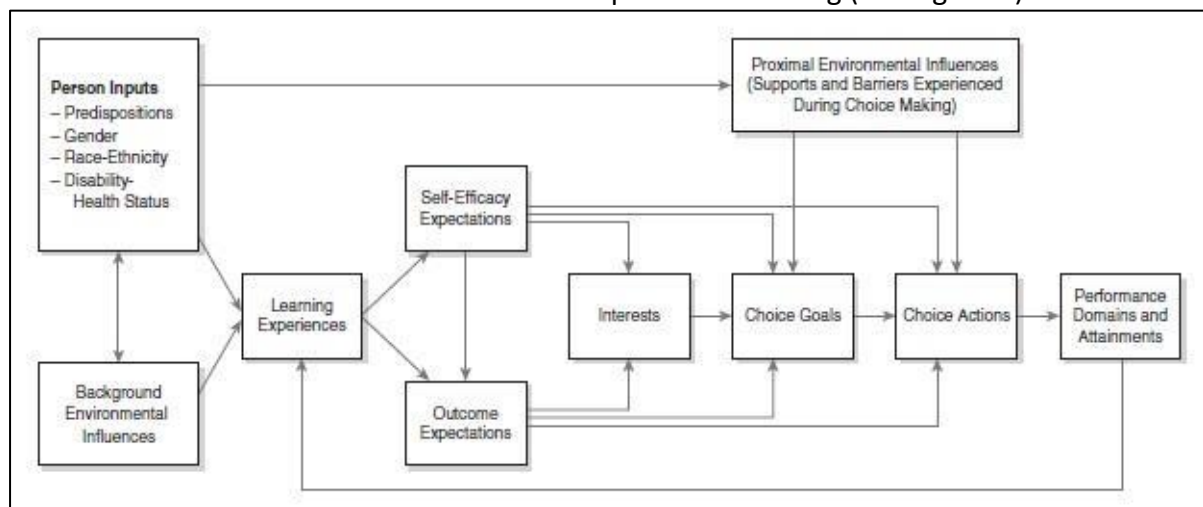 Person Inputs
– Predispositions
– Gender
– Race-Ethnicity
– Disability-
Health Status
Proximal Environmental Influences
(Supports and Barriers Experienced
During Choice Making)
Self-Efficacy
Expectations
Learning
Experiences
Interests
Choice Goals
Choice Actions
Performance
Domains and
Attainments
Background
Environmental
Influences
Outcome
Expectations